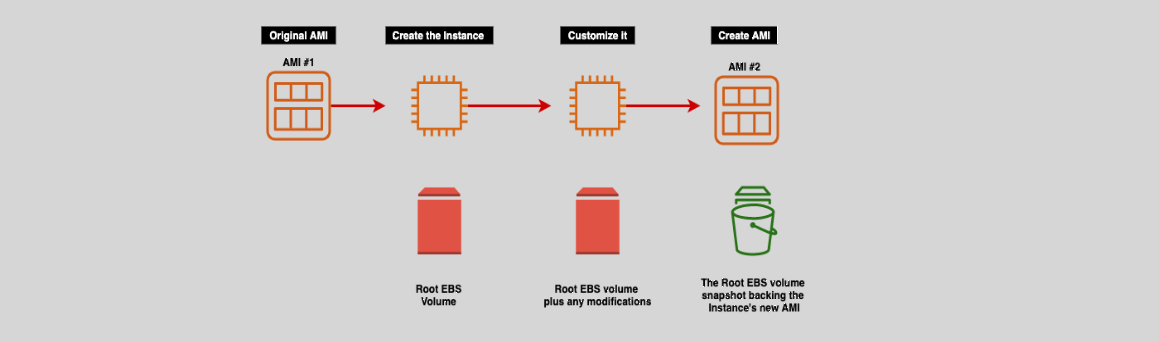 Original AMI
Create the Instance
Customize It
Create AMI
AMI #1
AMI #2
Root EBS
Volume
Root EBS volume
plus any modifications
The Root EBS volume
snapshot backing the
Instance's new AMI